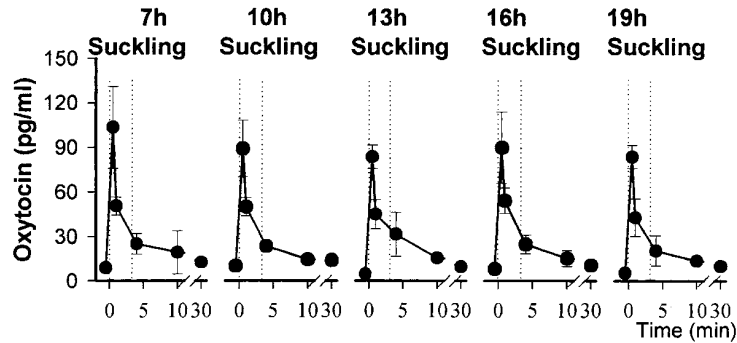 7h 10h 13h 16h 19h
Suckling Suckling Suckling Suckling Suckling
Oxytocin (pg/ml)
150
120
90
60
30
0
0 5 10 30 0 5 10 30 0 5 10 30 0 5 10 30 0 5 10 30
Time (min)